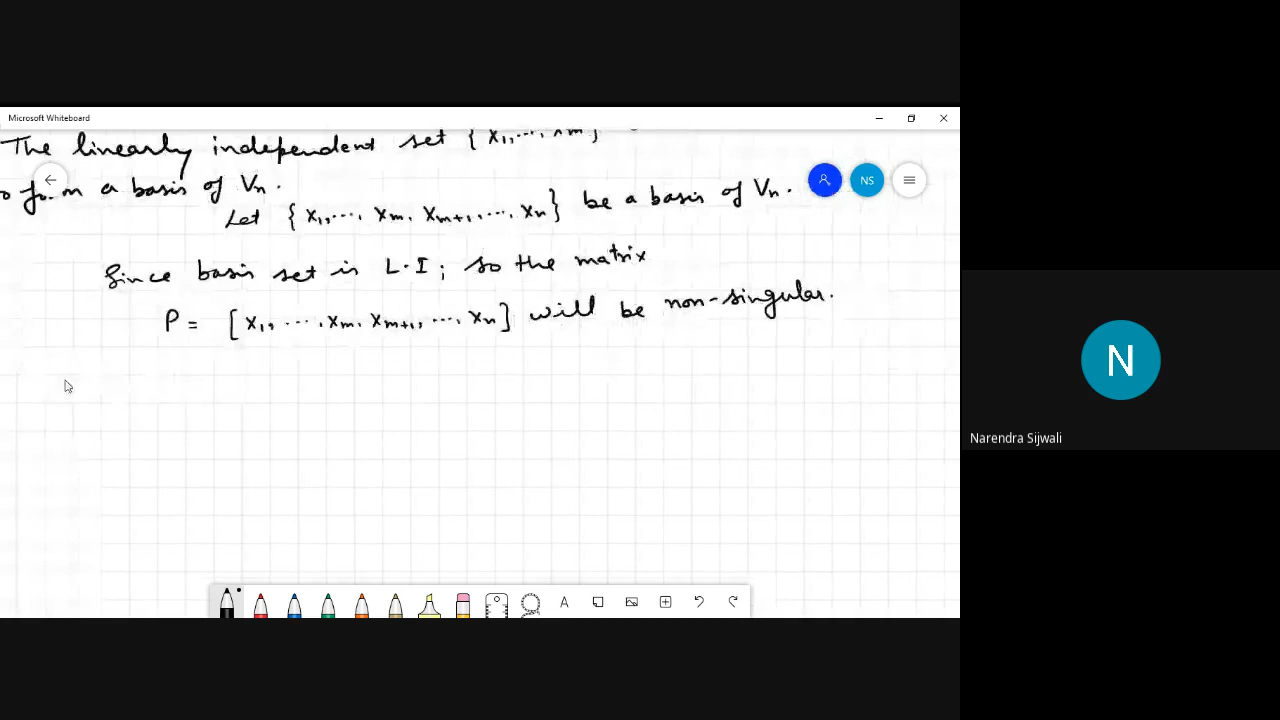 Microsoft Whiteboard
The linearly independent set {x1,..., xm}
form a basis of Vn.
Let {x1,..., xm, xm+1,..., xn} be a basis of Vn.
NS
Since basis set is L.I; so the matrix
P = [x1, ..., xm, xm+1, ..., xn] will be non-singular.
N
Narendra Sijwali
A